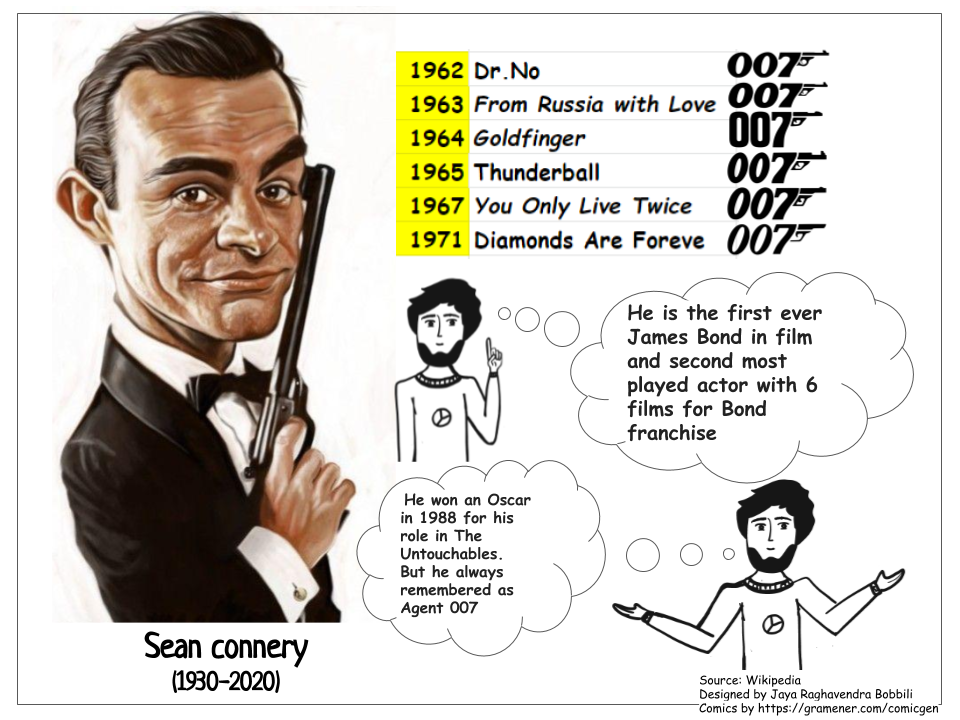 1962 Dr.No 007
1963 From Russia with Love 007
1964 Goldfinger 007
1965 Thunderball 007
1967 You Only Live Twice 007
1971 Diamonds Are Foreve 007
He is the first ever
James Bond in film
and second most
played actor with 6
films for Bond
franchise
He won an Oscar
in 1988 for his
role in The
Untouchables.
But he always
remembered as
Agent 007
Sean connery
(1930-2020)
Source: Wikipedia
Designed by Jaya Raghavendra Bobbili
Comics by https://gramener.com/comicgen